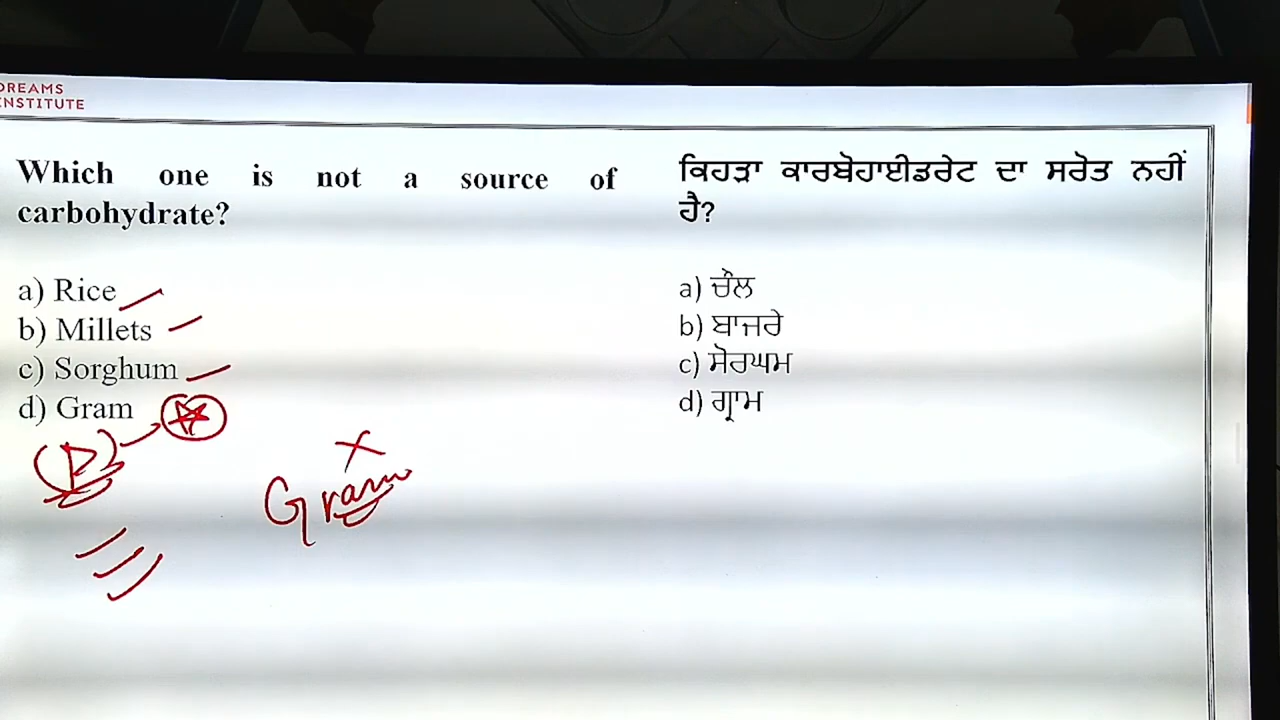 DREAMS
INSTITUTE
Which one is not a source of
carbohydrate?
a) Rice
b) Millets
c) Sorghum
d) Gram
(P)
Gram
ਕਿਹੜਾ ਕਾਰਬੋਹਾਈਡਰੇਟ ਦਾ ਸਰੋਤ ਨਹੀਂ
ਹੈ?
a) ਚੌਲ
b) ਬਾਜਰੇ
c) ਸੋਰਘਮ
d) ਗ੍ਰਾਮ